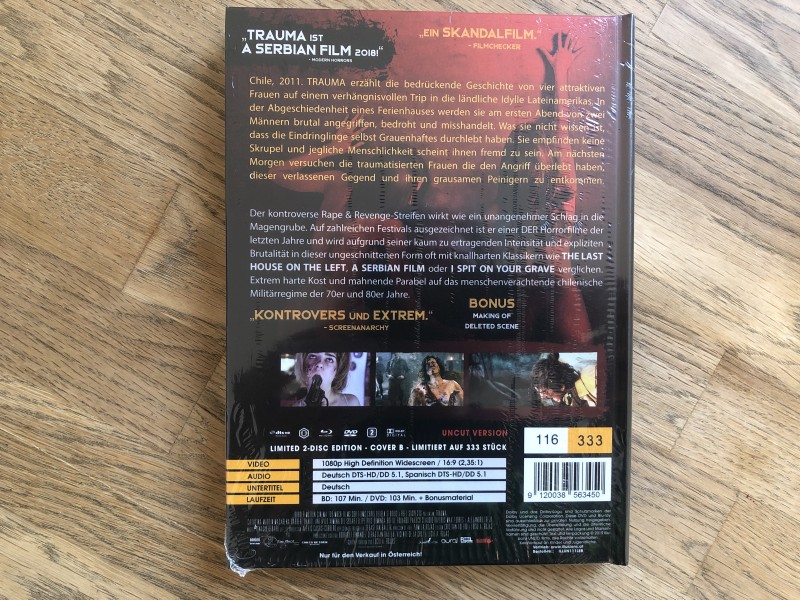 „TRAUMA IST
A SERBIAN FILM 2018!"
- MODERN HORRORS
„EIN SKANDALFILM."
- FILMCHECKER
Chile, 2011. TRAUMA erzählt die bedrückende Geschichte von vier attraktiven
Frauen auf einem verhängnisvollen Trip in die ländliche Idylle Lateinamerikas. In
der Abgeschiedenheit eines Ferienhauses werden sie am ersten Abend von zwei
Männern brutal angegriffen, bedroht und misshandelt. Was sie nicht wissen ist,
dass die Eindringlinge selbst Grauenhaftes durchlebt haben. Sie empfinden keine
Skrupel und jegliche Menschlichkeit scheint ihnen fremd zu sein. Am nächsten
Morgen versuchen die traumatisierten Frauen die den Angriff überlebt haben,
dieser verlassenen Gegend und ihren grausamen Peinigern zu entkommen.
Der kontroverse Rape & Revenge-Streifen wirkt wie ein unangenehmer Schlag in die
Magengrube. Auf zahlreichen Festivals ausgezeichnet ist er einer DER Horrorfilme der
letzten Jahre und wird aufgrund seiner kaum zu ertragenden Intensität und expliziten
Brutalität in dieser ungeschnittenen Form oft mit knallharten Klassikern wie THE LAST
HOUSE ON THE LEFT, A SERBIAN FILM oder I SPIT ON YOUR GRAVE verglichen.
Extrem harte Kost und mahnende Parabel auf das menschenverachtende chilenische
Militärregime der 70er und 80er Jahre.
„KONTROVERS UND EXTREM."
- SCREENANARCHY
BONUS
MAKING OF
DELETED SCENE
dts Blu-ray DVD 2 DOLBY DIGITAL
UNCUT VERSION
116 333
LIMITED 2-DISC EDITION - COVER B - LIMITIERT AUF 333 STÜCK
VIDEO 1080p High Definition Widescreen / 16:9 (2,35:1)
AUDIO Deutsch DTS-HD/DD 5.1, Spanisch DTS-HD/DD 5.1
UNTERTITEL Deutsch
LAUFZEIT BD: 107 Min. / DVD: 103 Min. + Bonusmaterial
9 120038 563450
Nur für den Verkauf in Österreich!